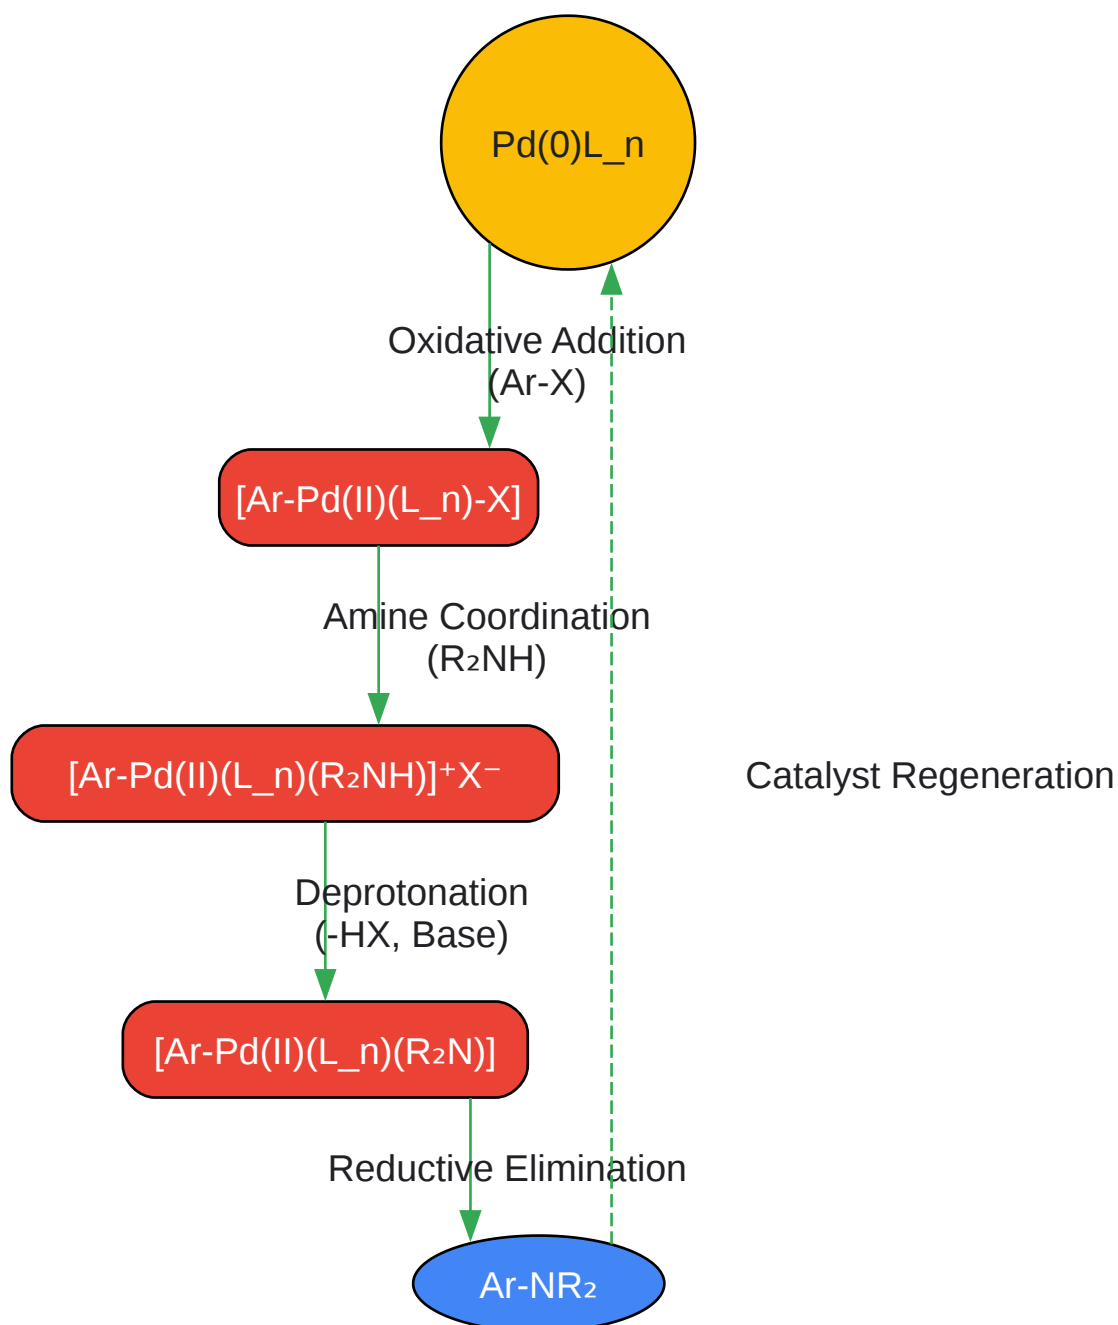 Pd(0)L_n
Oxidative Addition
(Ar-X)
[Ar-Pd(II)(L_n)-X]
Amine Coordination
(R₂NH)
[Ar-Pd(II)(L_n)(R₂NH)]⁺X⁻
Catalyst Regeneration
Deprotonation
(-HX, Base)
[Ar-Pd(II)(L_n)(R₂N)]
Reductive Elimination
Ar-NR₂